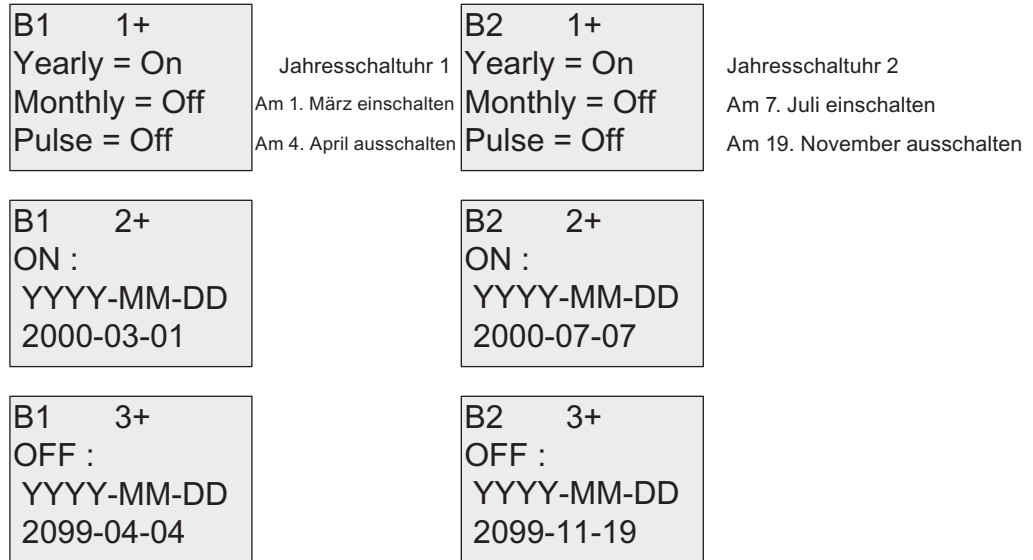 B1 1+
Yearly = On
Monthly = Off
Pulse = Off
Jahresschaltuhr 1
Am 1. März einschalten
Am 4. April ausschalten
B2 1+
Yearly = On
Monthly = Off
Pulse = Off
Jahresschaltuhr 2
Am 7. Juli einschalten
Am 19. November ausschalten
B1 2+
ON :
YYYY-MM-DD
2000-03-01
B2 2+
ON :
YYYY-MM-DD
2000-07-07
B1 3+
OFF :
YYYY-MM-DD
2099-04-04
B2 3+
OFF :
YYYY-MM-DD
2099-11-19